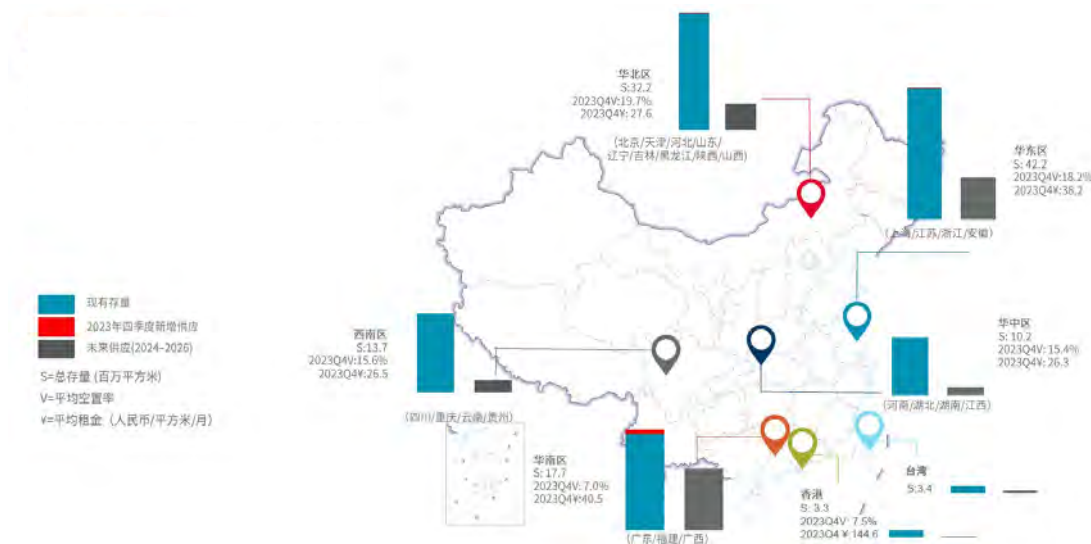 华北区
S:32.2
2023Q4V:19.7%
2023Q4¥: 27.6
(北京/天津/河北/山东/
辽宁/吉林/黑龙江/陕西/山西)
华东区
S: 42.2
2023Q4V:18.2%
2023Q4¥:38.2
(上海/江苏/浙江/安徽)
现有存量
2023年四季度新增供应
未来供应(2024-2026)
S=总存量 (百万平方米)
V=平均空置率
¥=平均租金（人民币/平方米/月）
西南区
S:13.7
2023Q4V:15.6%
2023Q4¥:26.5
(四川/重庆/云南/贵州)
华中区
S: 10.2
2023Q4V: 15.4%
2023Q4¥: 26.3
(河南/湖北/湖南/江西)
华南区
S: 17.7
2023Q4V:7.0%
2023Q4¥:40.5
(广东/福建/广西)
香港
S: 3.3
2023Q4V: 7.5%
2023Q4 ¥:144.6
台湾
S:3.4